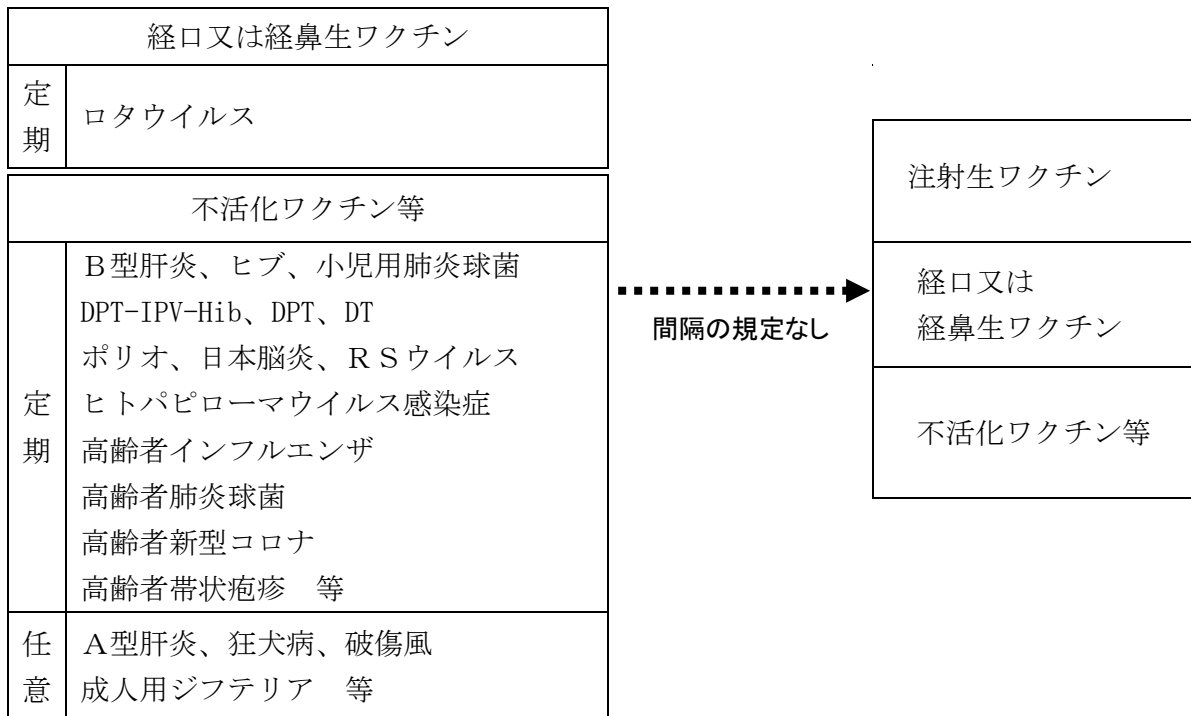 経口又は経鼻生ワクチン
定期
ロタウイルス
不活化ワクチン等
定期
Ｂ型肝炎、ヒブ、小児用肺炎球菌
DPT-IPV-Hib、DPT、DT
ポリオ、日本脳炎、ＲＳウイルス
ヒトパピローマウイルス感染症
高齢者インフルエンザ
高齢者肺炎球菌
高齢者新型コロナ
高齢者帯状疱疹　等
任意
Ａ型肝炎、狂犬病、破傷風
成人用ジフテリア　等
間隔の規定なし
注射生ワクチン
経口又は
経鼻生ワクチン
不活化ワクチン等